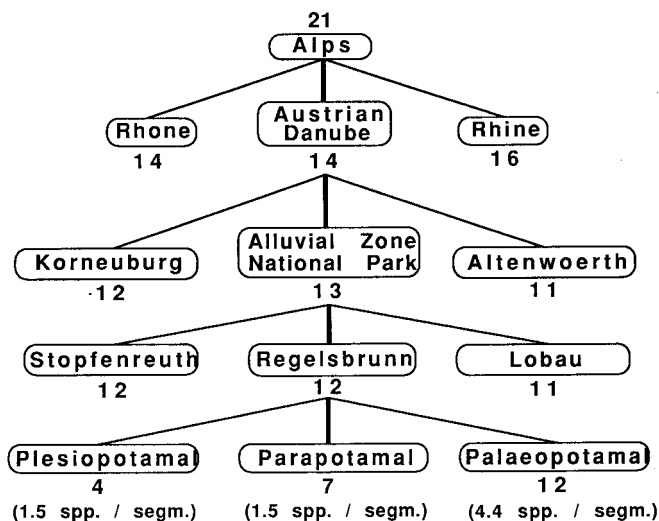 21
Alps
Rhone
Austrian
Danube
Rhine
14
14
16
Korneuburg
Alluvial Zone
National Park
Altenwoerth
12
13
11
Stopfenreuth
Regelsbrunn
Lobau
12
12
11
Plesiopotamal
Parapotamal
Palaeopotamal
4
7
12
(1.5 spp. / segm.)
(1.5 spp. / segm.)
(4.4 spp. / segm.)